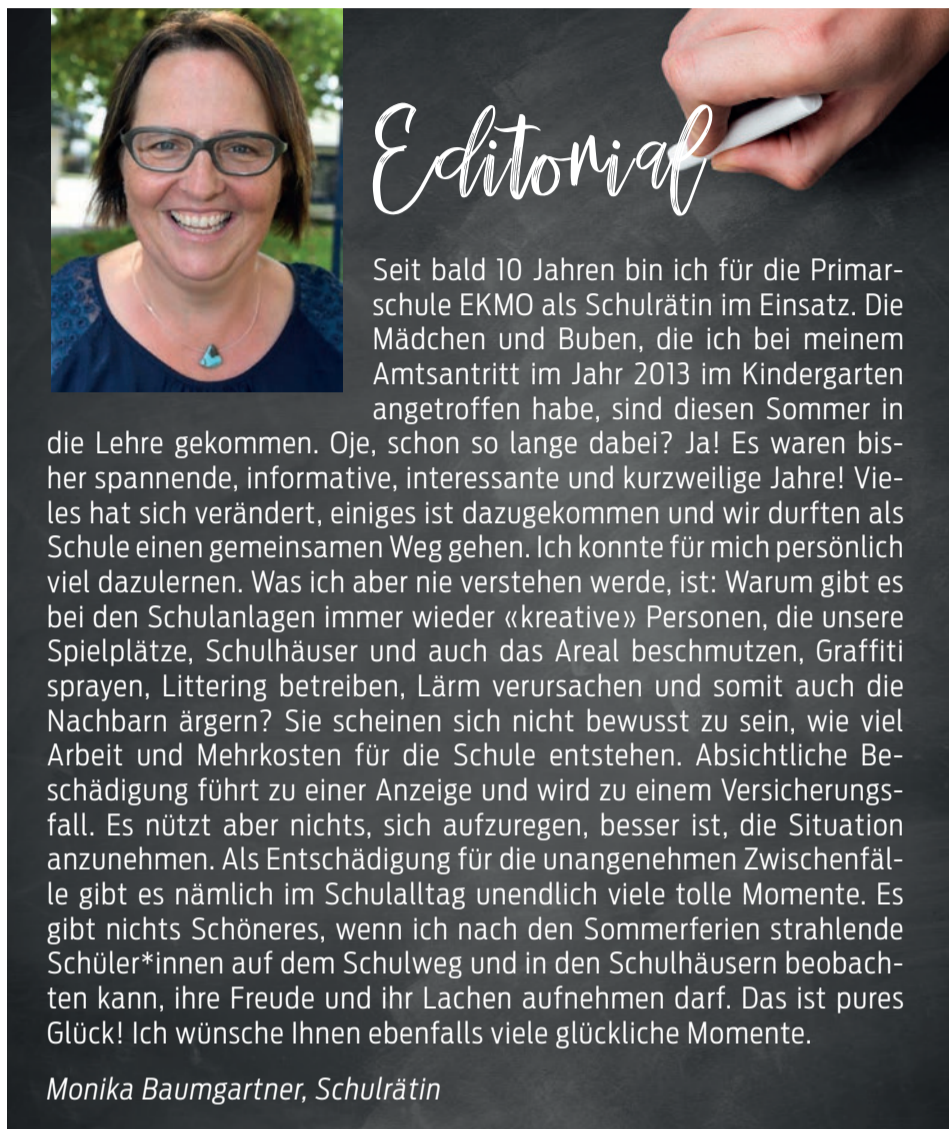 Editorial
Seit bald 10 Jahren bin ich für die Primar-
schule EKMO als Schulrätin im Einsatz. Die
Mädchen und Buben, die ich bei meinem
Amtsantritt im Jahr 2013 im Kindergarten
angetroffen habe, sind diesen Sommer in
die Lehre gekommen. Oje, schon so lange dabei? Ja! Es waren bis-
her spannende, informative, interessante und kurzweilige Jahre! Vie-
les hat sich verändert, einiges ist dazugekommen und wir durften als
Schule einen gemeinsamen Weg gehen. Ich konnte für mich persönlich
viel dazulernen. Was ich aber nie verstehen werde, ist: Warum gibt es
bei den Schulanlagen immer wieder «kreative» Personen, die unsere
Spielplätze, Schulhäuser und auch das Areal beschmutzen, Graffiti
sprayen, Littering betreiben, Lärm verursachen und somit auch die
Nachbarn ärgern? Sie scheinen sich nicht bewusst zu sein, wie viel
Arbeit und Mehrkosten für die Schule entstehen. Absichtliche Be-
schädigung führt zu einer Anzeige und wird zu einem Versicherungs-
fall. Es nützt aber nichts, sich aufzuregen, besser ist, die Situation
anzunehmen. Als Entschädigung für die unangenehmen Zwischenfäl-
le gibt es nämlich im Schulalltag unendlich viele tolle Momente. Es
gibt nichts Schöneres, wenn ich nach den Sommerferien strahlende
Schüler*innen auf dem Schulweg und in den Schulhäusern beobach-
ten kann, ihre Freude und ihr Lachen aufnehmen darf. Das ist pures
Glück! Ich wünsche Ihnen ebenfalls viele glückliche Momente.
Monika Baumgartner, Schulrätin